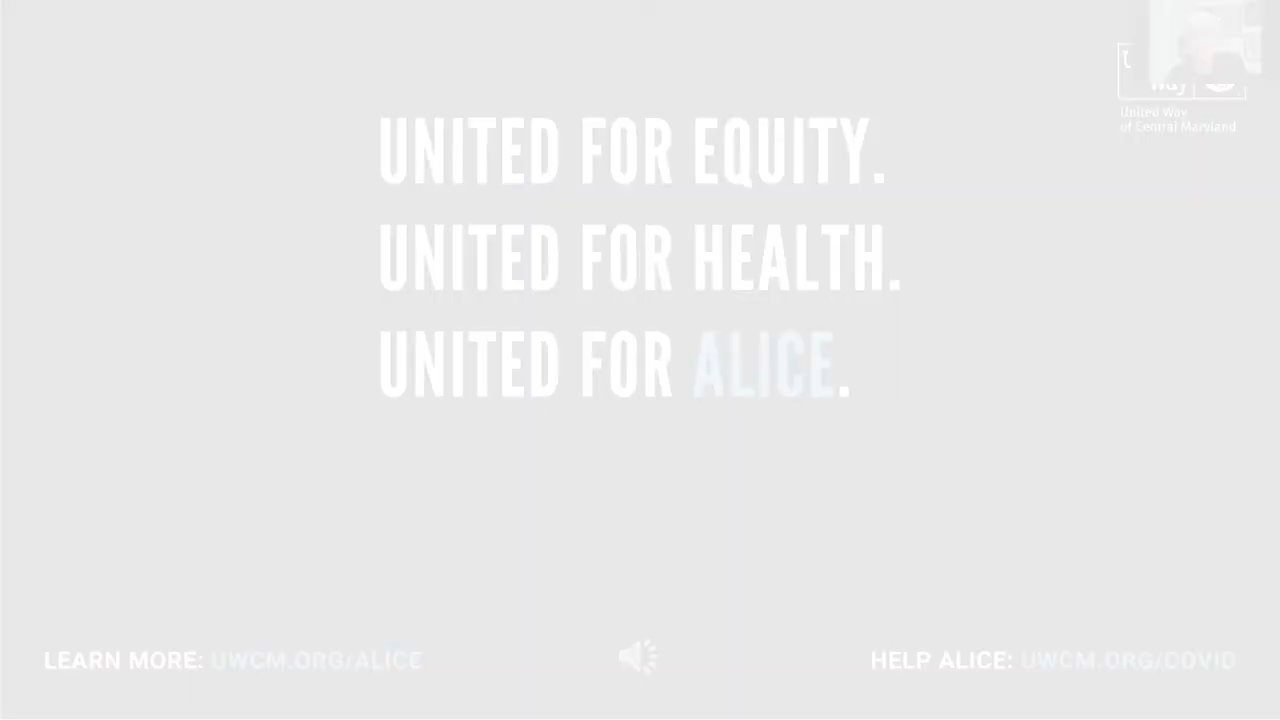 UNITED FOR EQUITY.
UNITED FOR HEALTH.
UNITED FOR ALICE.
Way
United Way
of Central Maryland
LEARN MORE: UWCM.ORG/ALICE
HELP ALICE: UWCM.ORG/COVID